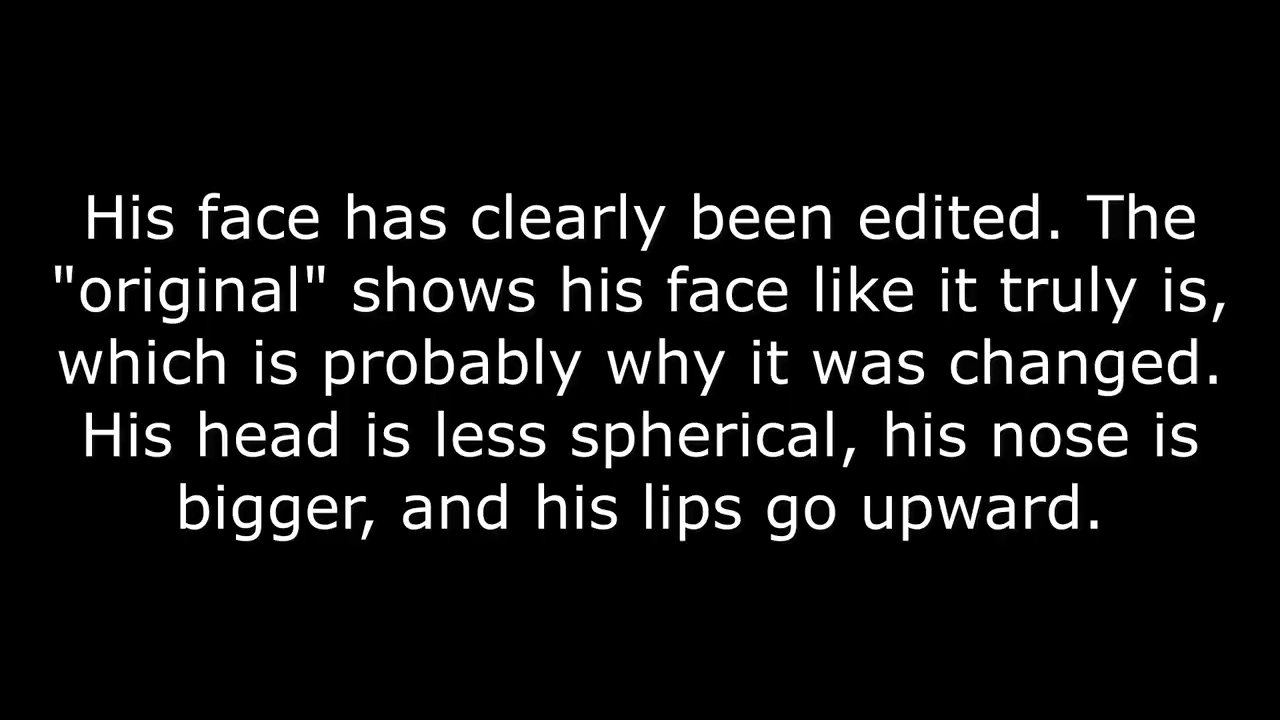 His face has clearly been edited. The
"original" shows his face like it truly is,
which is probably why it was changed.
His head is less spherical, his nose is
bigger, and his lips go upward.